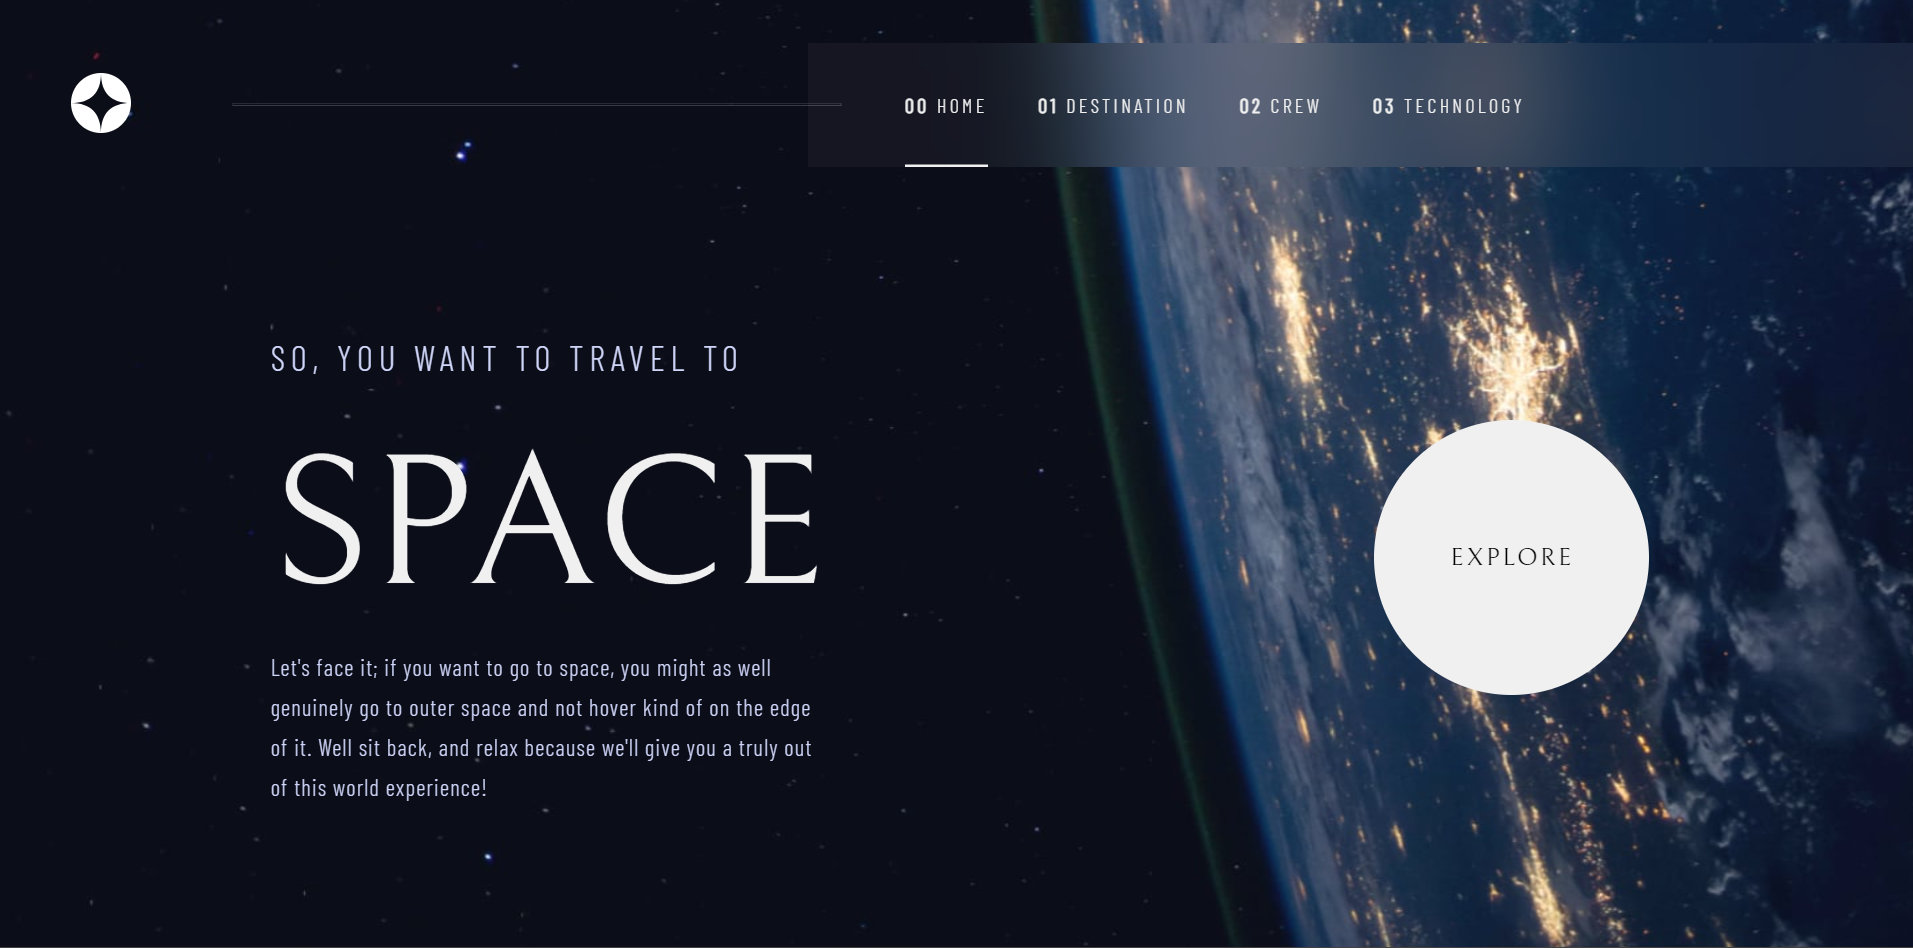 00 HOME 01 DESTINATION 02 CREW 03 TECHNOLOGY
SO, YOU WANT TO TRAVEL TO
SPACE
Let's face it; if you want to go to space, you might as well
genuinely go to outer space and not hover kind of on the edge
of it. Well sit back, and relax because we'll give you a truly out
of this world experience!
EXPLORE